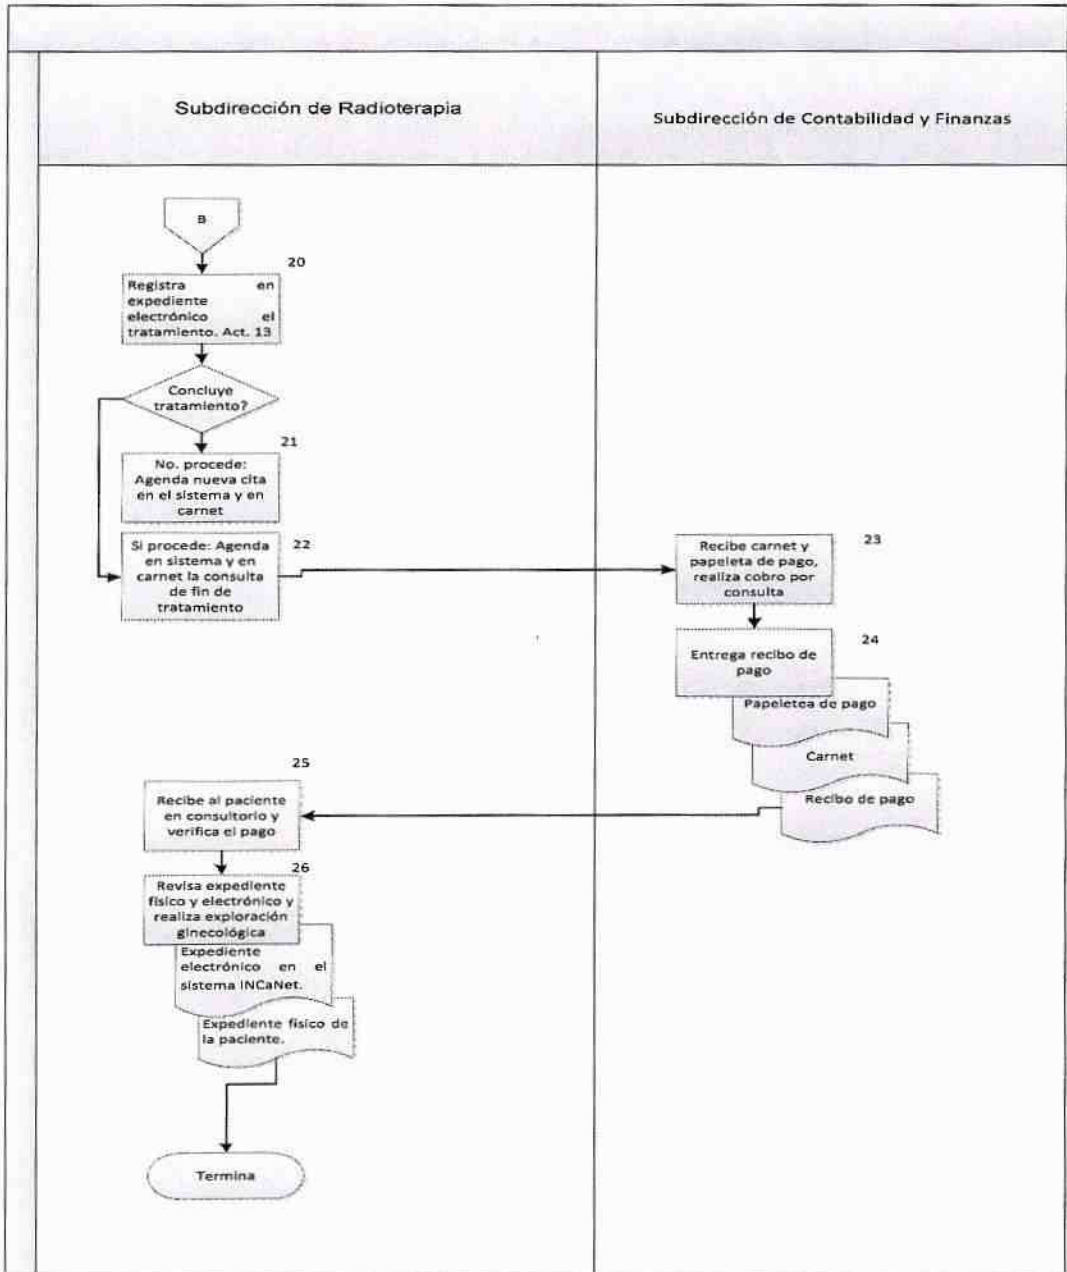 Subdirección de Radioterapia
Subdirección de Contabilidad y Finanzas
B
20
Registra en
expediente
electrónico el
tratamiento. Act. 13
Concluye
tratamiento?
21
No. procede:
Agenda nueva cita
en el sistema y en
carnet
22
Si procede: Agenda
en sistema y en
carnet la consulta
de fin de
tratamiento
23
Recibe carnet y
papeleta de pago,
realiza cobro por
consulta
24
Entrega recibo de
pago
Papeletea de pago
Carnet
Recibo de pago
25
Recibe al paciente
en consultorio y
verifica el pago
26
Revisa expediente
físico y electrónico y
realiza exploración
ginecológica
Expediente
electrónico en el
sistema INCaNet.
Expediente físico de
la paciente.
Termina